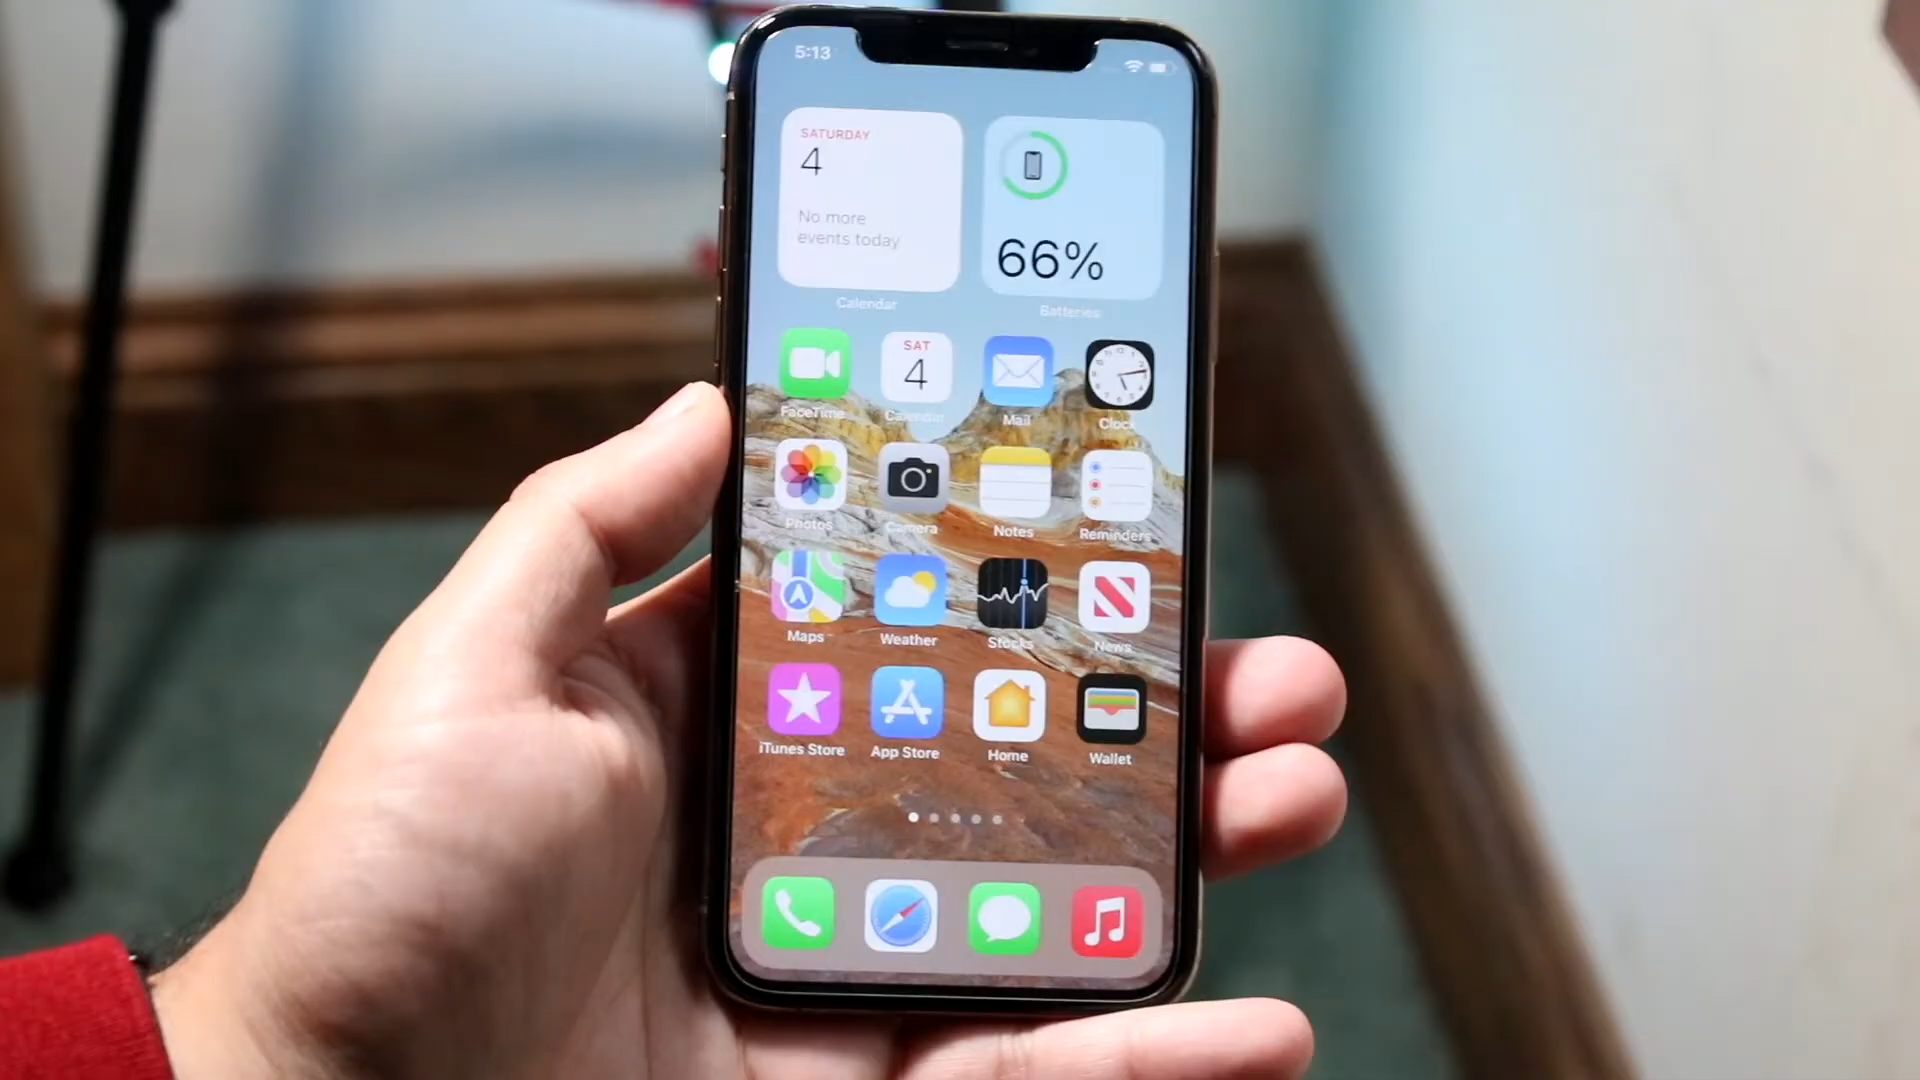 5:13
SATURDAY
4
No more
events today
66%
Calendar
Batteries
SAT
4
FaceTime
Calendar
Mail
Clock
Photos
Camera
Notes
Reminders
Maps
Weather
Stocks
News
iTunes Store
App Store
Home
Wallet